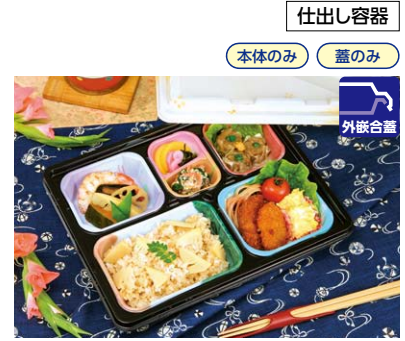 仕出し容器
本体のみ 蓋のみ
外嵌合蓋